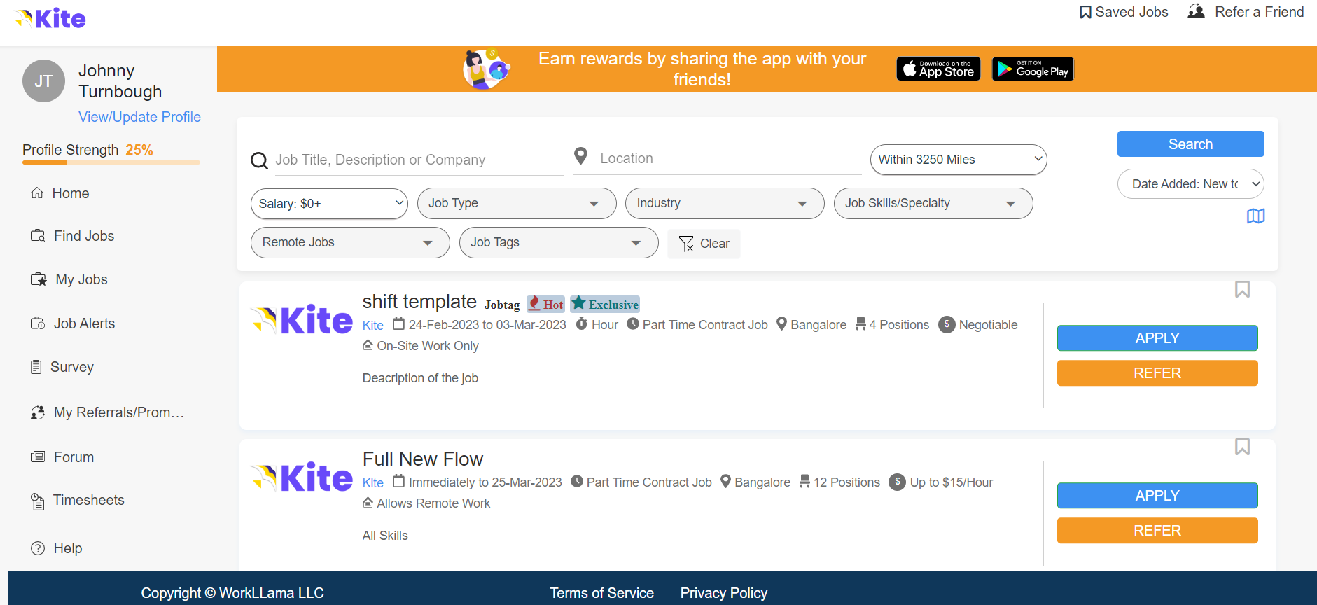 Kite
Saved Jobs
Refer a Friend
JT
Johnny
Turnbough
View/Update Profile
Profile Strength 25%
Home
Find Jobs
My Jobs
Job Alerts
Survey
My Referrals/Prom...
Forum
Timesheets
Help
Earn rewards by sharing the app with your
friends!
Download on the
App Store
GET IT ON
Google Play
Job Title, Description or Company
Location
Within 3250 Miles
Search
Salary: $0+
Job Type
Industry
Job Skills/Specialty
Date Added: New to
Remote Jobs
Job Tags
Clear
Kite
shift template Jobtag Hot Exclusive
Kite 24-Feb-2023 to 03-Mar-2023 Hour Part Time Contract Job Bangalore 4 Positions $ Negotiable
On-Site Work Only
Deacription of the job
APPLY
REFER
Kite
Full New Flow
Kite Immediately to 25-Mar-2023 Part Time Contract Job Bangalore 12 Positions $ Up to $15/Hour
Allows Remote Work
All Skills
APPLY
REFER
Copyright © WorkLLama LLC
Terms of Service
Privacy Policy